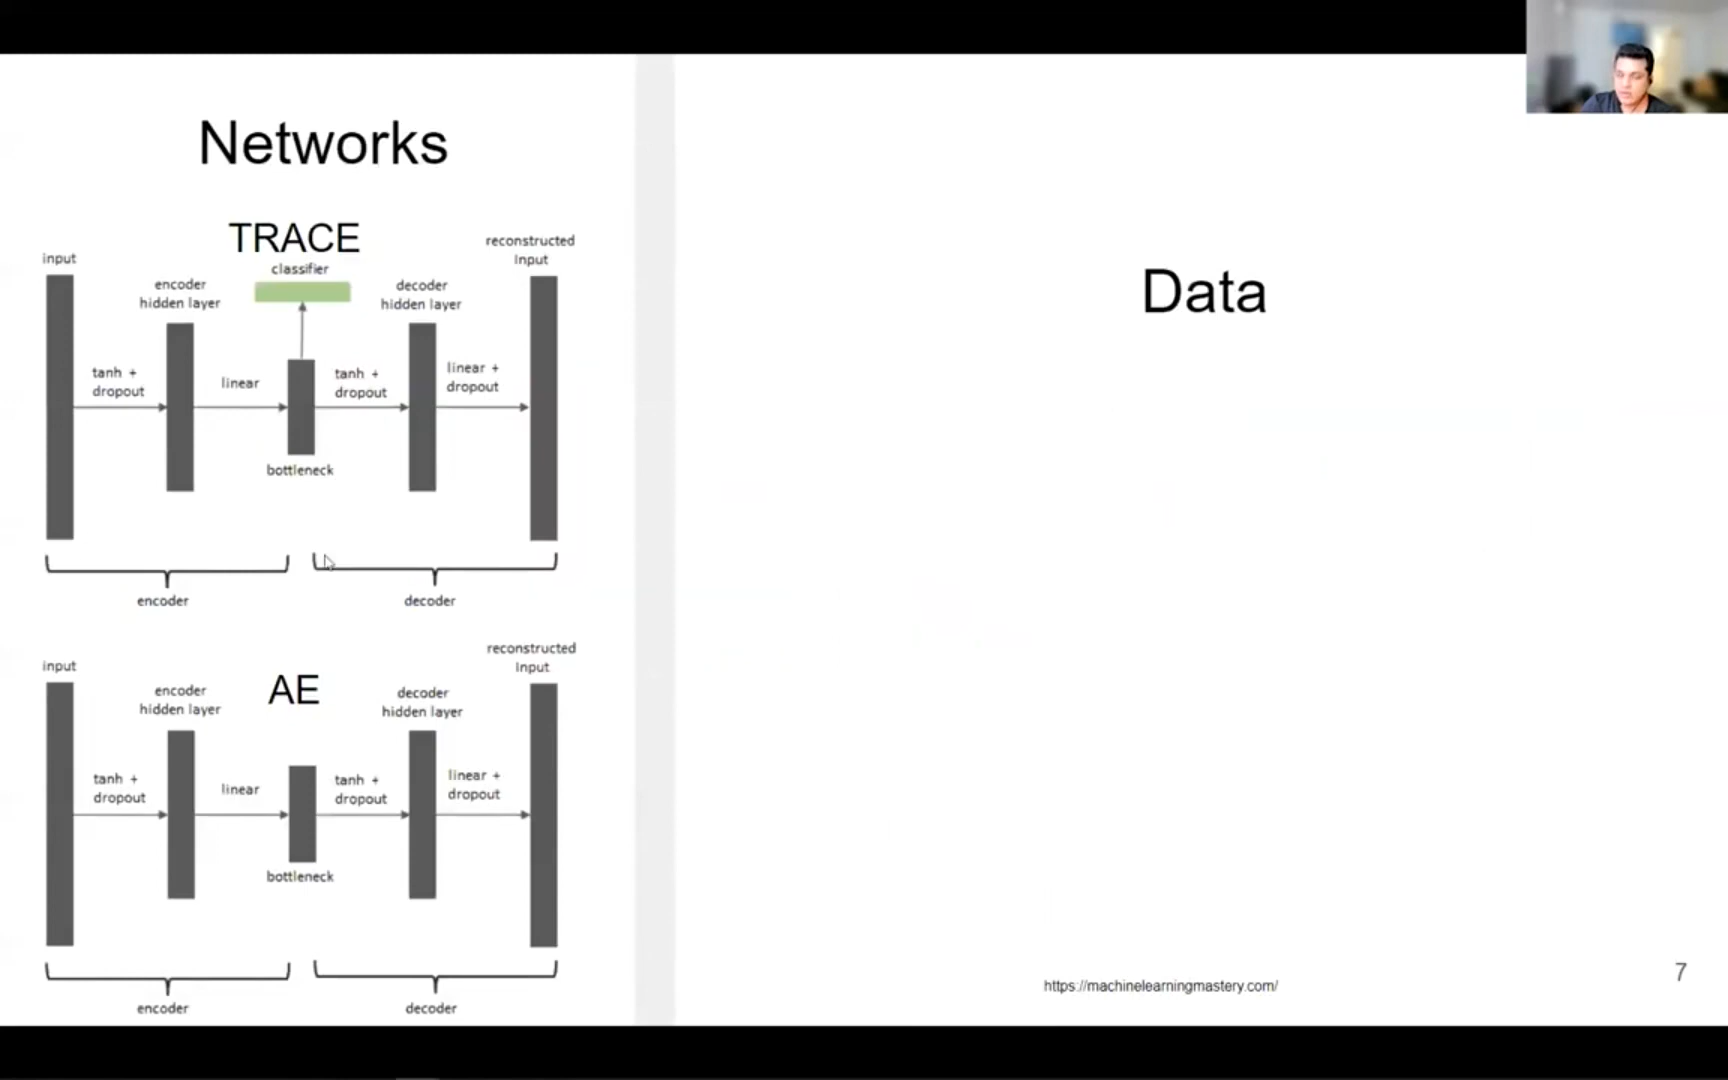 Networks
TRACE
input
encoder
hidden layer
classifier
decoder
hidden layer
reconstructed
Input
tanh +
dropout
linear
tanh +
dropout
linear +
dropout
bottleneck
encoder
decoder
AE
input
encoder
hidden layer
decoder
hidden layer
reconstructed
Input
tanh +
dropout
linear
tanh +
dropout
linear +
dropout
bottleneck
encoder
decoder
Data
https://machinelearningmastery.com/
7